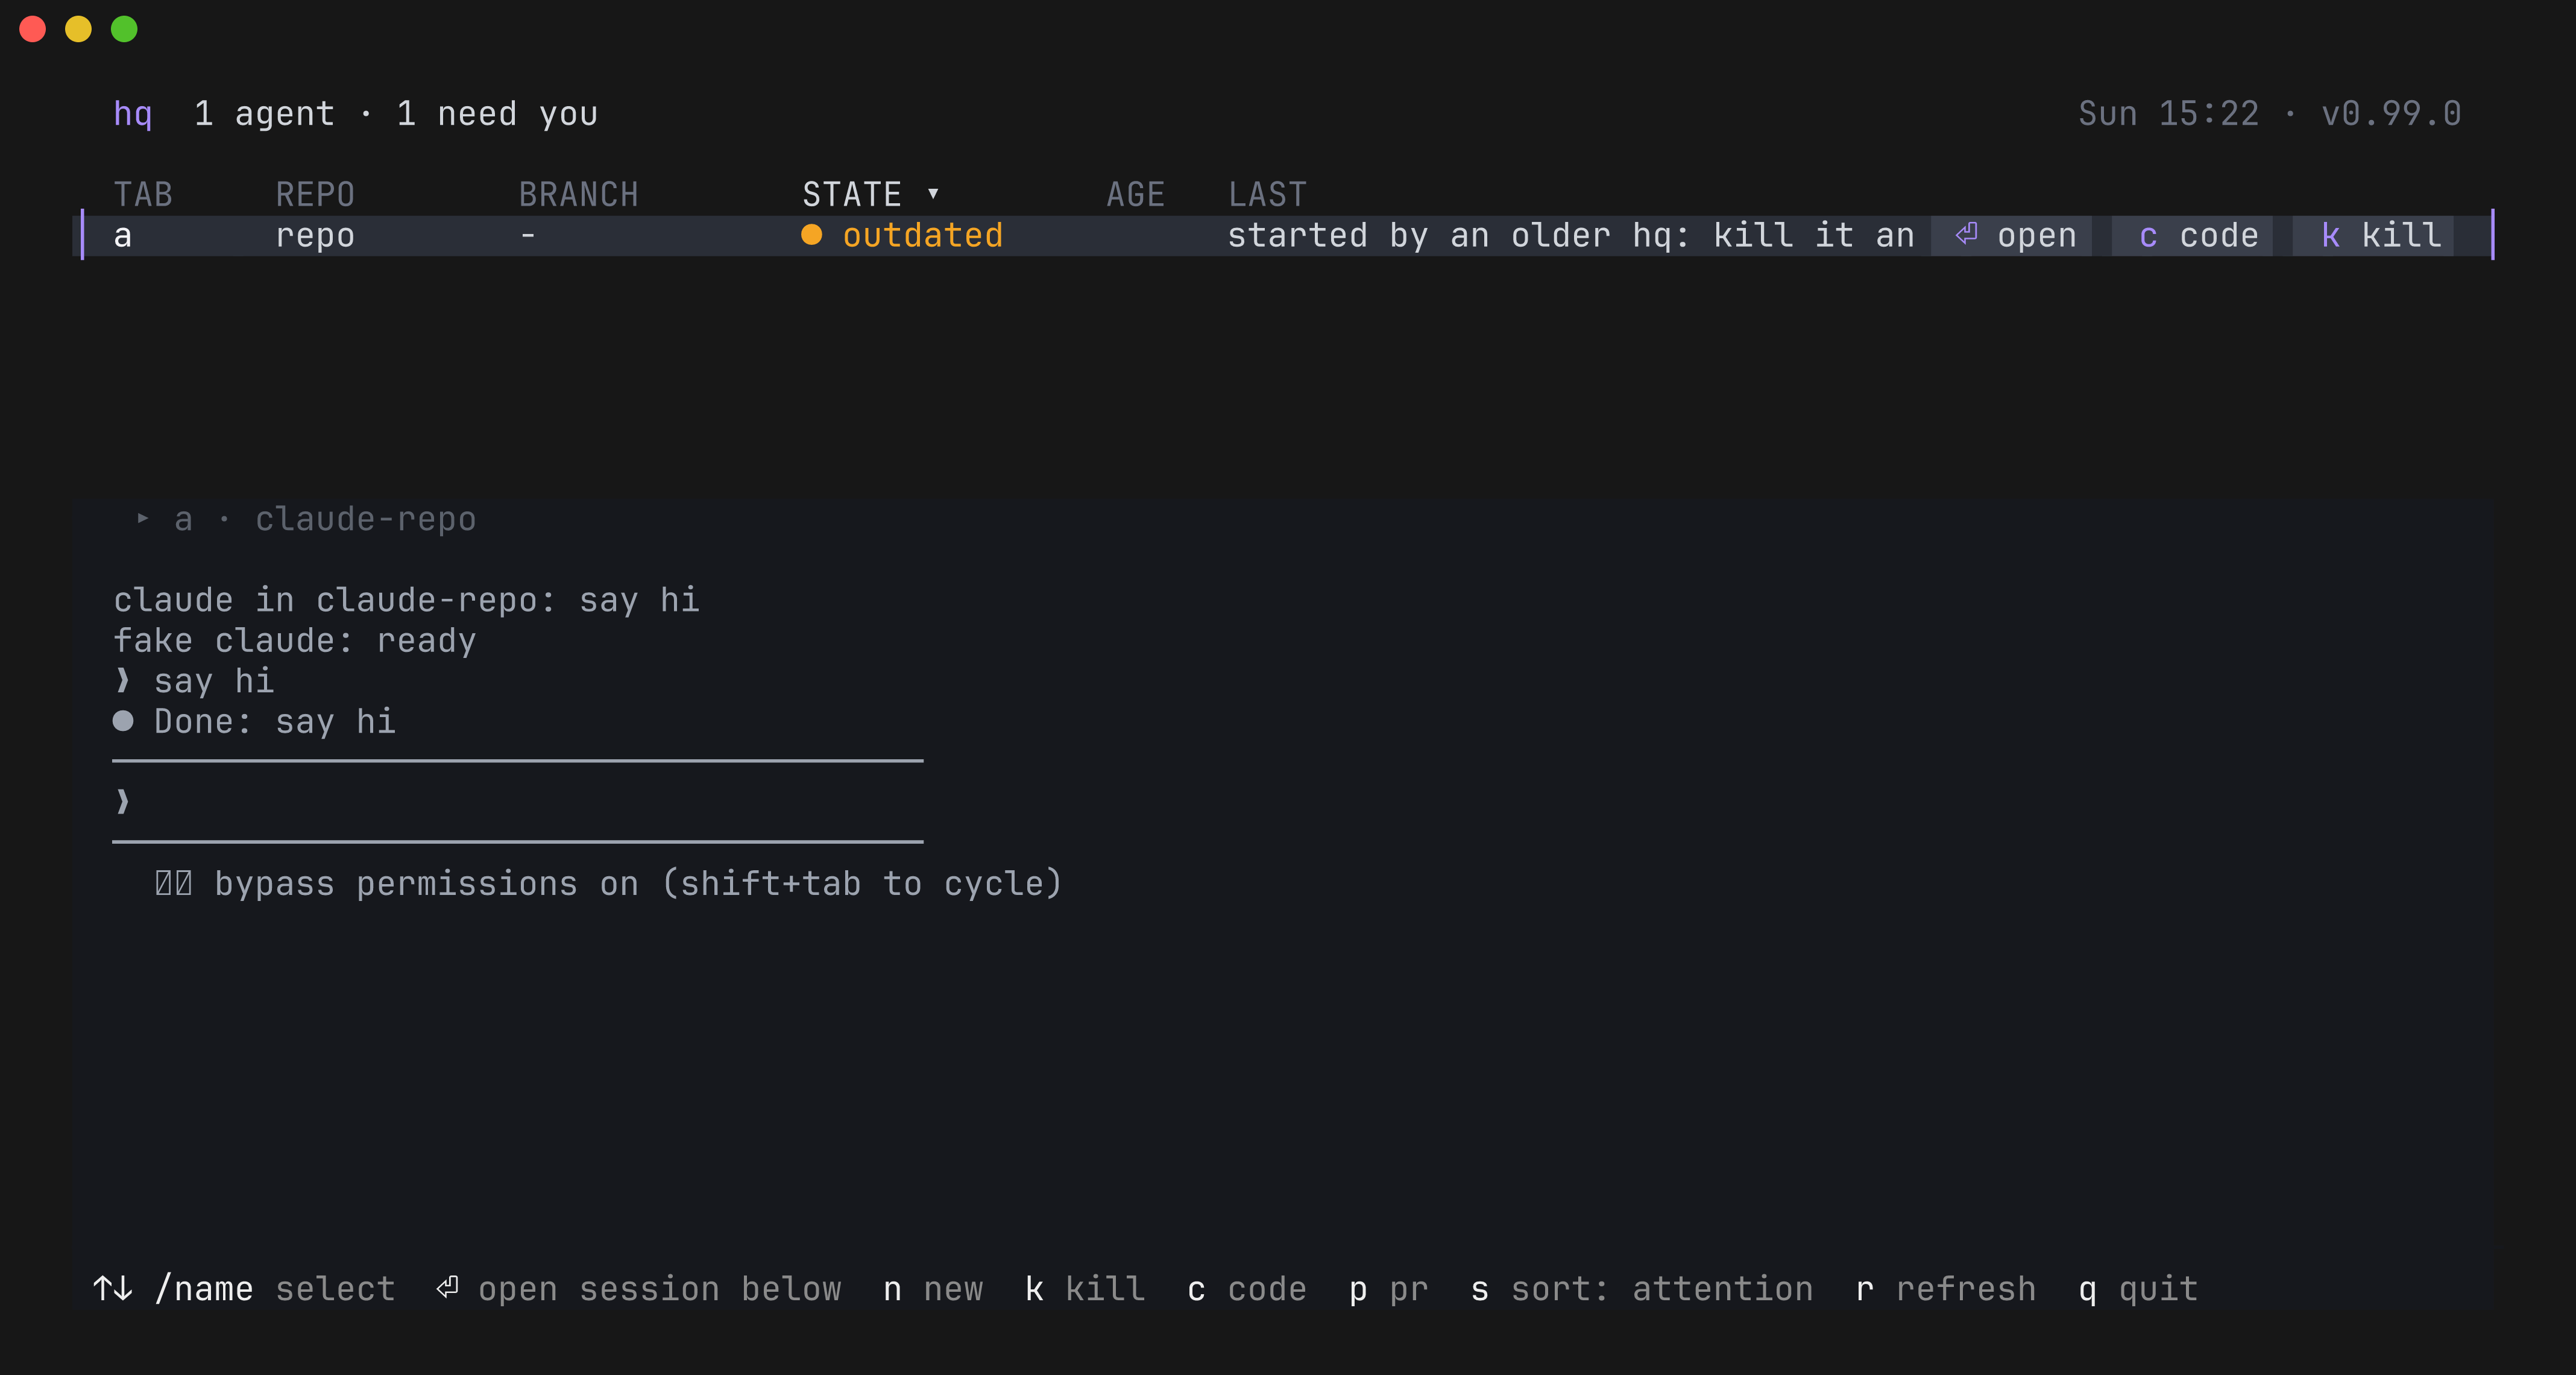 hq  1 agent · 1 need you  Sun 15:22 · v0.99.0
TAB  REPO  BRANCH  STATE ▾  AGE  LAST
a  repo  -  ● outdated  started by an older hq: kill it an  ⏎ open  c code  k kill
▸ a · claude-repo
claude in claude-repo: say hi
fake claude: ready
❯ say hi
● Done: say hi
❯
bypass permissions on (shift+tab to cycle)
↑↓ /name select  ⏎ open session below  n new  k kill  c code  p pr  s sort: attention  r refresh  q quit